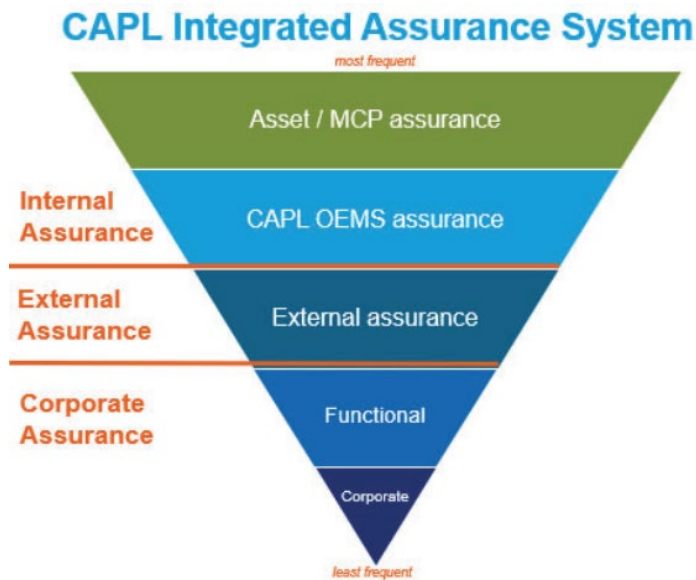 CAPL Integrated Assurance System
most frequent
Asset / MCP assurance
Internal
Assurance
CAPL OEMS assurance
External
Assurance
External assurance
Corporate
Assurance
Functional
Corporate
least frequent